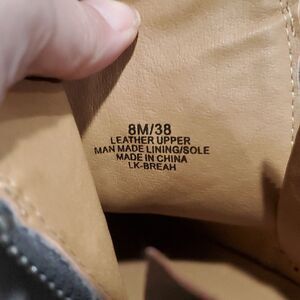 8M/38
LEATHER UPPER
MAN MADE LINING/SOLE
MADE IN CHINA
LK-BREAH